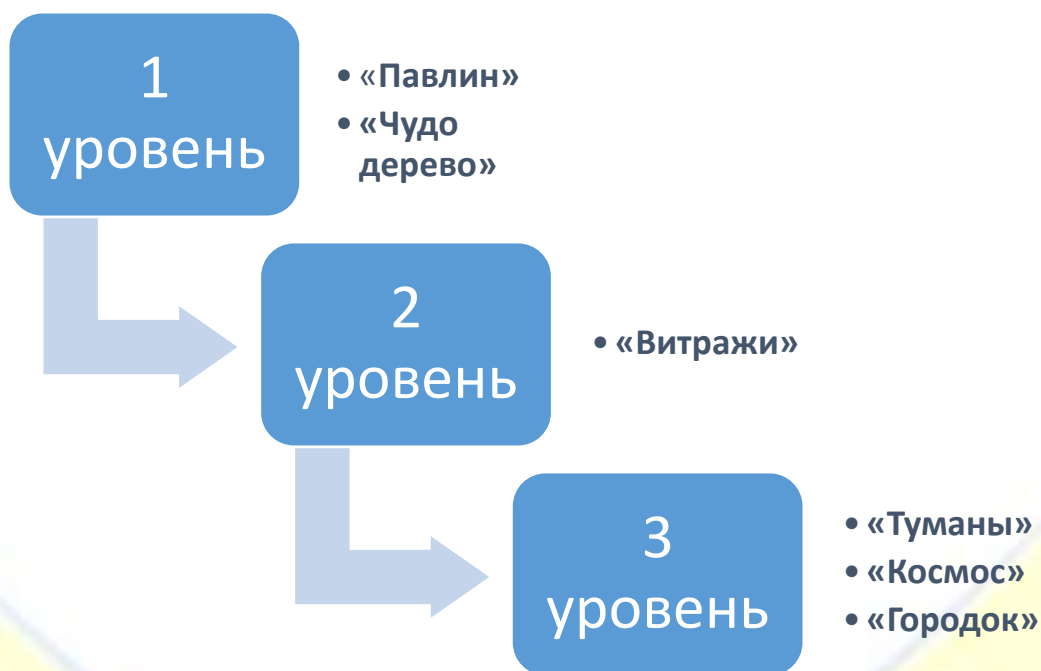 1
уровень
• «Павлин»
• «Чудо
дерево»
2
уровень
• «Витражи»
3
уровень
• «Туманы»
• «Космос»
• «Городок»